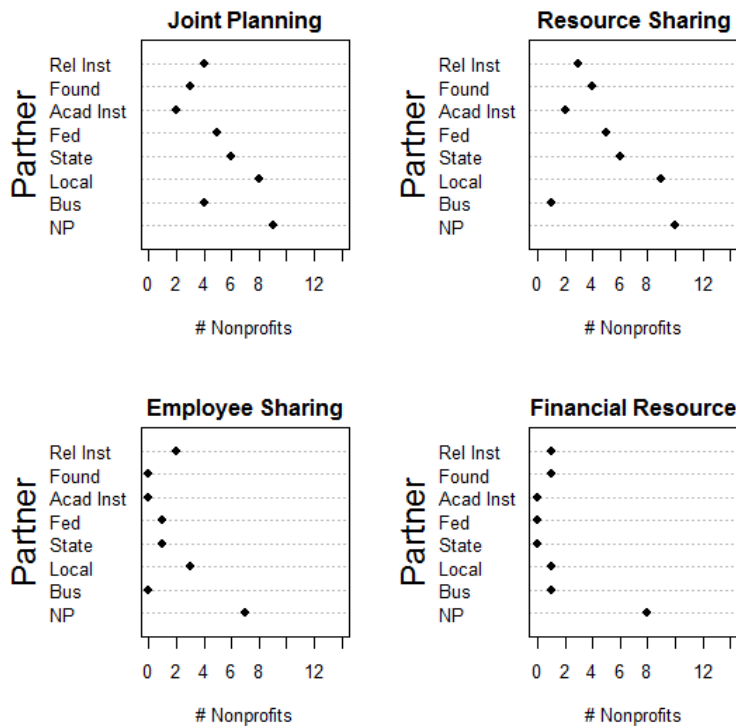 Joint Planning
Partner
Rel Inst
Found
Acad Inst
Fed
State
Local
Bus
NP
0 2 4 6 8 12
# Nonprofits
Resource Sharing
Partner
Rel Inst
Found
Acad Inst
Fed
State
Local
Bus
NP
0 2 4 6 8 12
# Nonprofits
Employee Sharing
Partner
Rel Inst
Found
Acad Inst
Fed
State
Local
Bus
NP
0 2 4 6 8 12
# Nonprofits
Financial Resource
Partner
Rel Inst
Found
Acad Inst
Fed
State
Local
Bus
NP
0 2 4 6 8 12
# Nonprofits